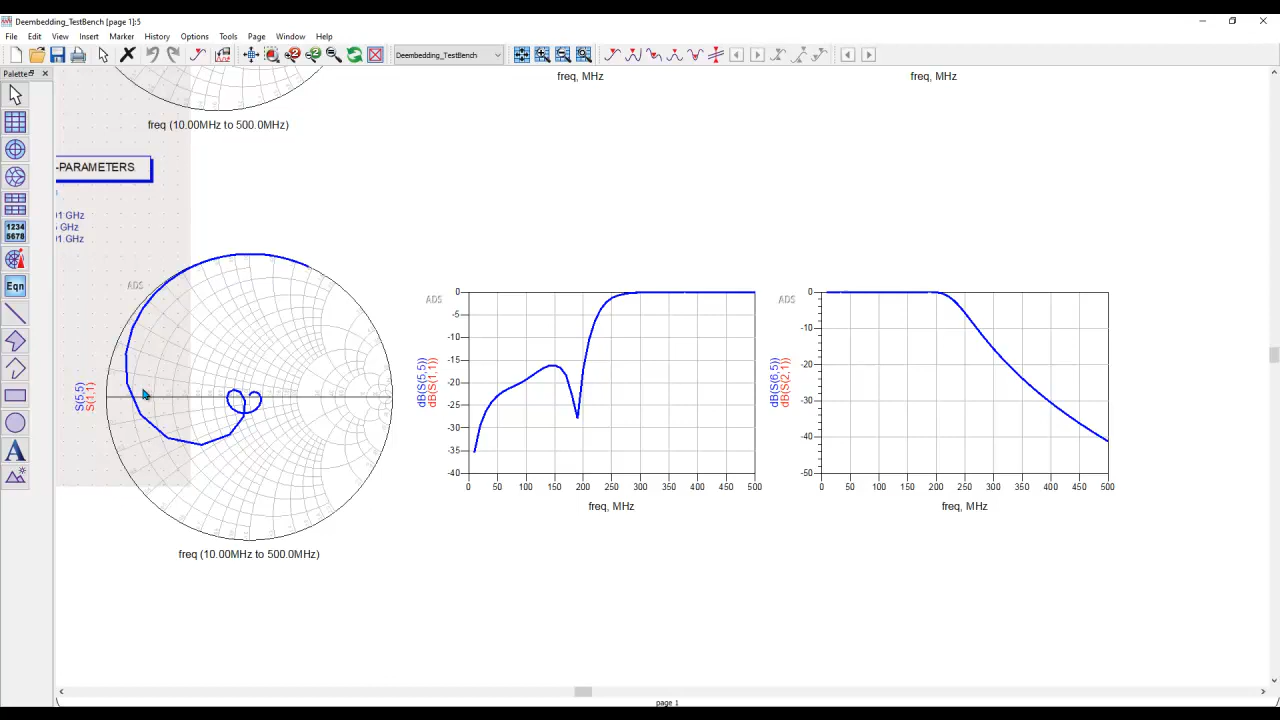 Deembedding_TestBench [page 1]:5
File Edit View Insert Marker History Options Tools Page Window Help
Deembedding_TestBench
Palette
freq, MHz
freq, MHz
freq (10.00MHz to 500.0MHz)
-PARAMETERS
01 GHz
GHz
01 GHz
1234
5678
Eqn
A
ADS
S(5,5)
S(1,1)
freq (10.00MHz to 500.0MHz)
ADS
dB(S(5,5))
dB(S(1,1))
0
-5
-10
-15
-20
-25
-30
-35
-40
0 50 100 150 200 250 300 350 400 450 500
freq, MHz
ADS
dB(S(6,5))
dB(S(2,1))
0
-10
-20
-30
-40
-50
0 50 100 150 200 250 300 350 400 450 500
freq, MHz
page 1